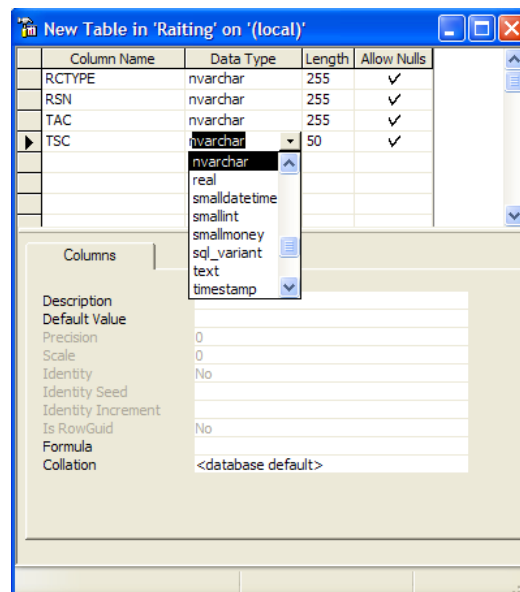 New Table in 'Raiting' on '(local)'
Column Name Data Type Length Allow Nulls
RCTYPE nvarchar 255
RSN nvarchar 255
TAC nvarchar 255
TSC nvarchar 50
nvarchar
real
smalldatetime
smallint
smallmoney
sql_variant
text
timestamp
Columns
Description
Default Value
Precision 0
Scale 0
Identity No
Identity Seed
Identity Increment
Is RowGuid No
Formula
Collation <database default>